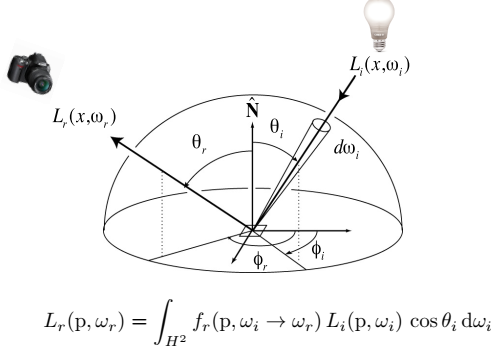 L_i(x,ω_i)
L_r(x,ω_r)
N̂
θ_r
θ_i
dω_i
ϕ_r
ϕ_i
L_r(p, ω_r) = ∫_{H²} f_r(p, ω_i → ω_r) L_i(p, ω_i) cos θ_i dω_i